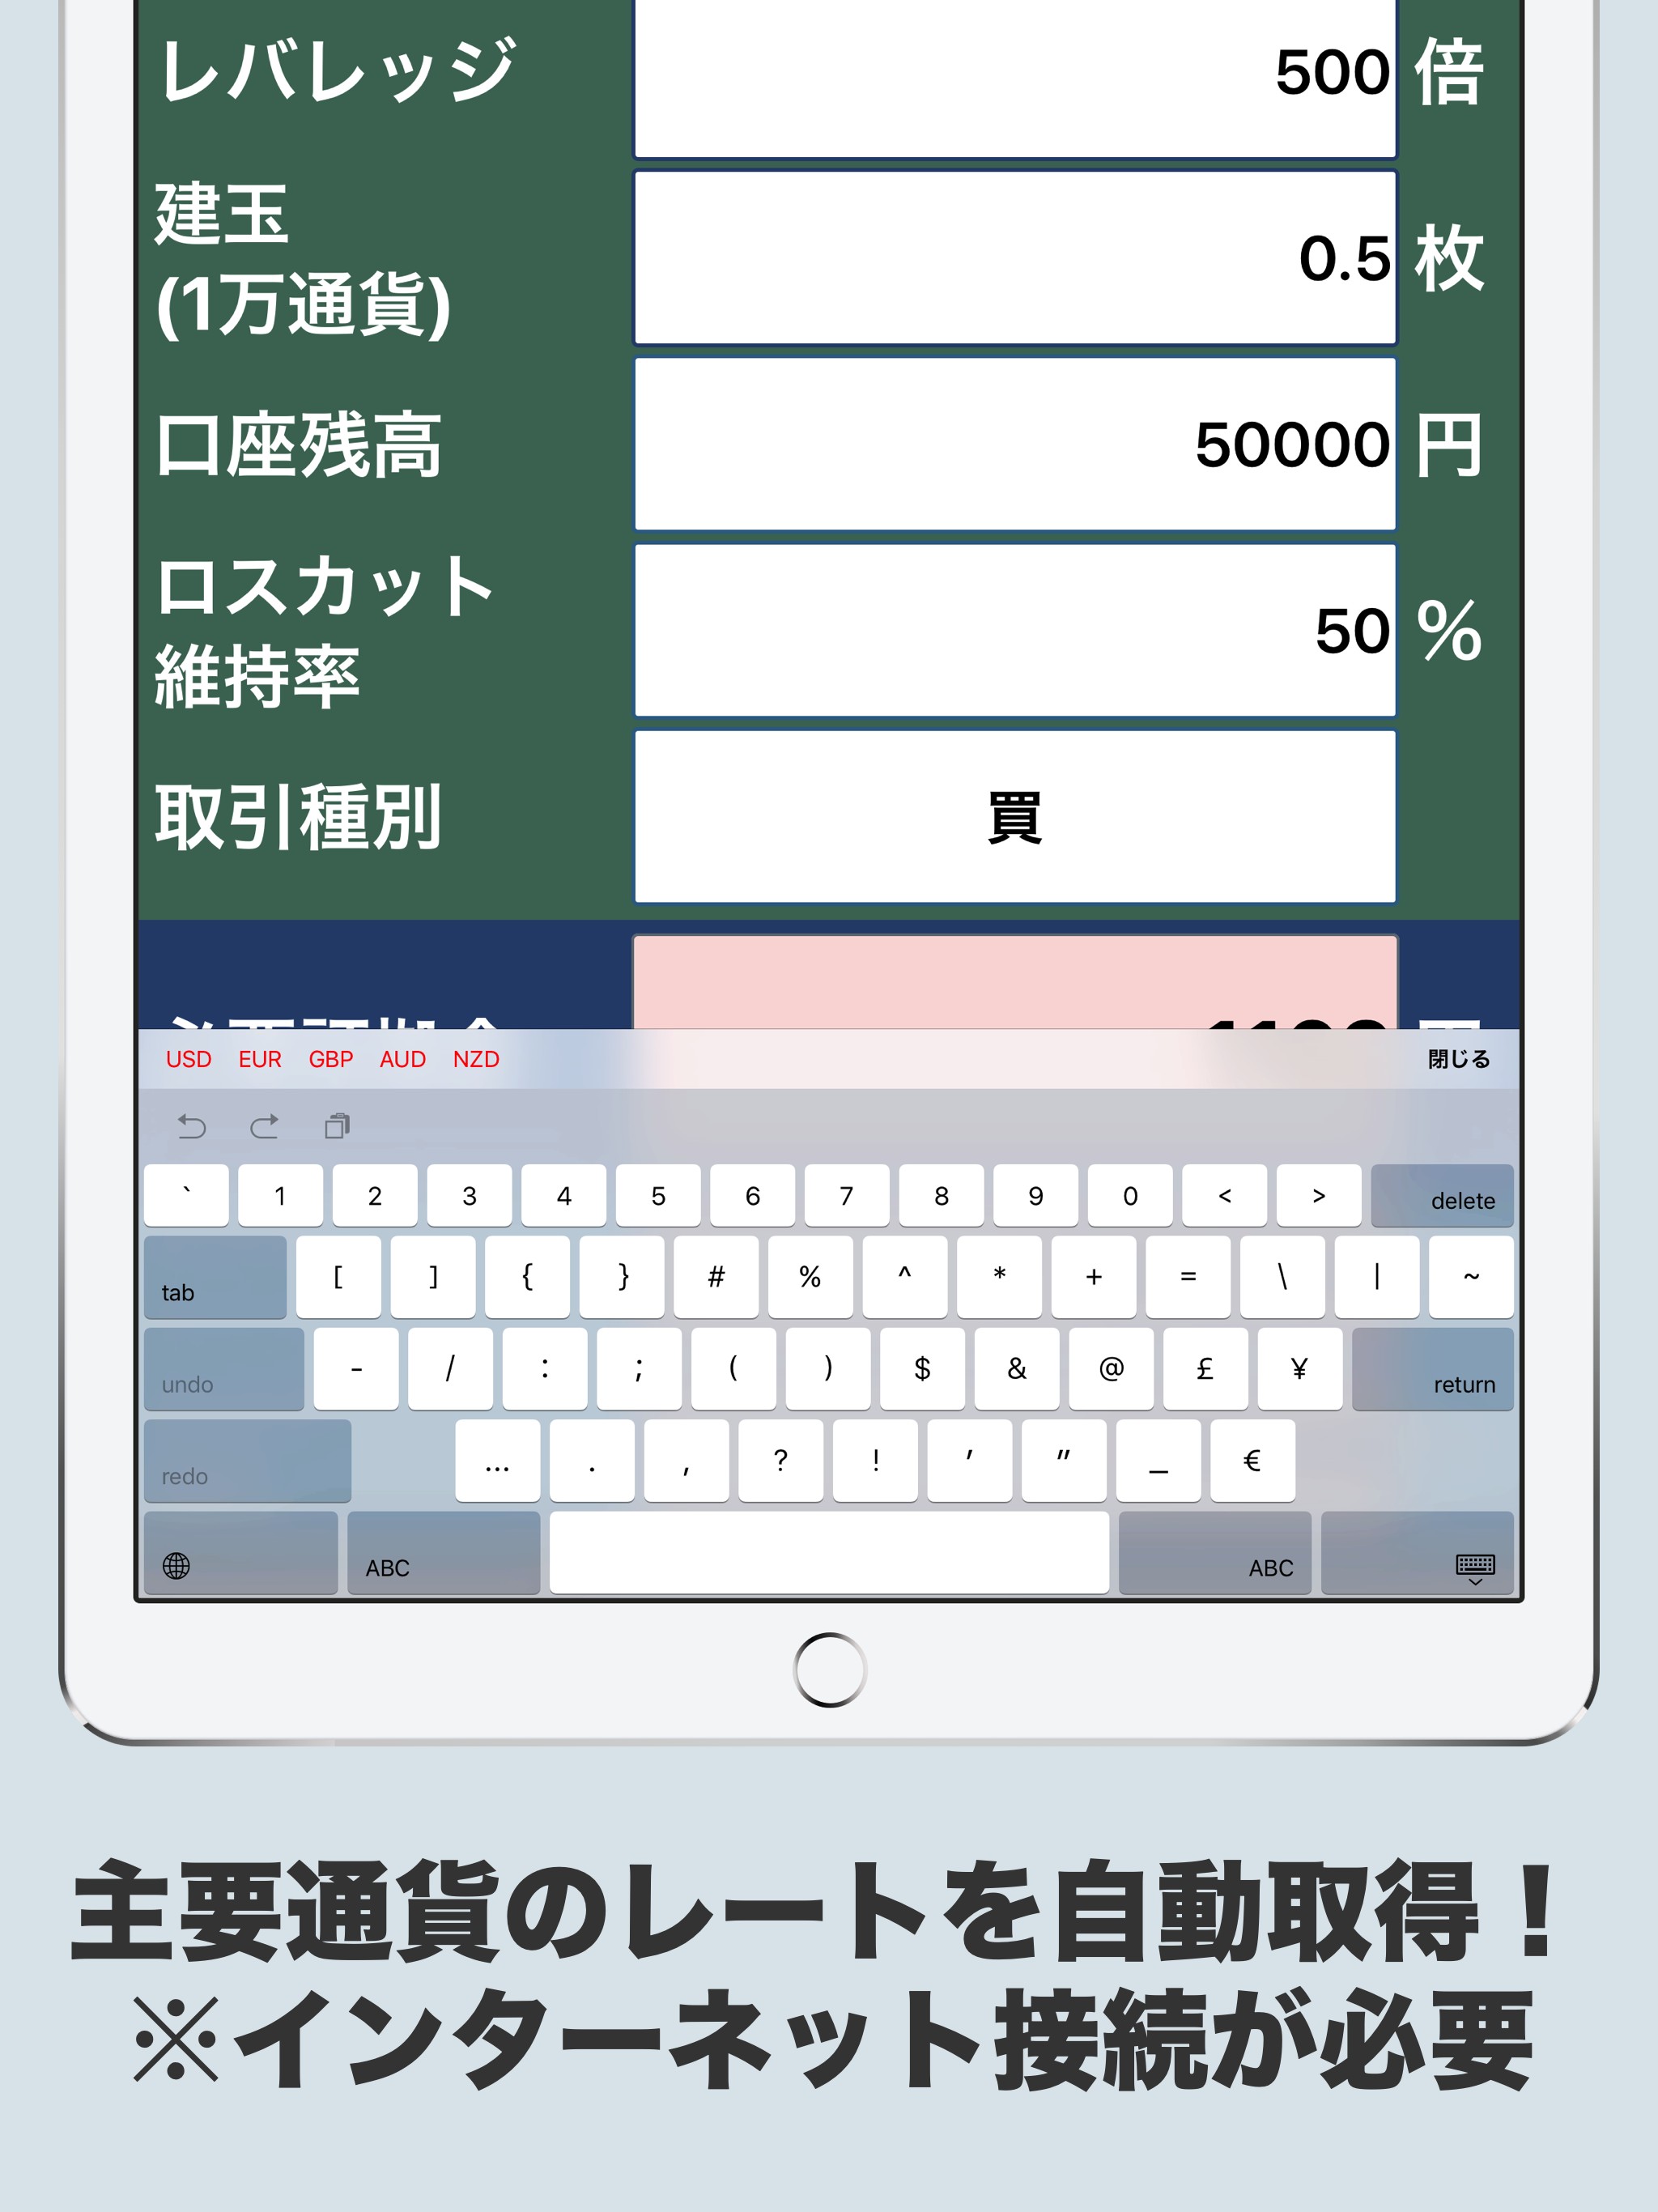 レバレッジ 500 倍
建玉
(1万通貨) 0.5 枚
口座残高 50000 円
ロスカット
維持率 50 %
取引種別 買
USD EUR GBP AUD NZD 閉じる
` 1 2 3 4 5 6 7 8 9 0 < > delete
tab [ ] { } # % ^ * + = \ | ~
undo - / : ; ( ) $ & @ £ ¥ return
redo … . , ? ! ' " _ €
ABC ABC
主要通貨のレートを自動取得！
※インターネット接続が必要